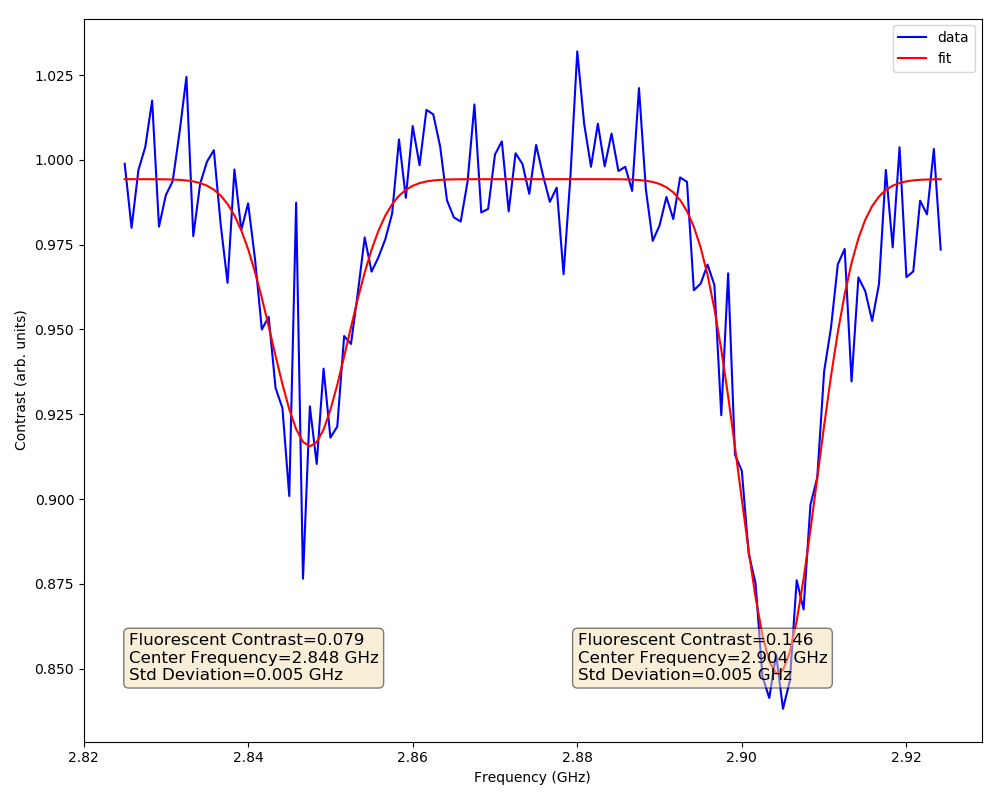 data
fit
1.025
1.000
0.975
0.950
0.925
0.900
0.875
0.850
Contrast (arb. units)
Fluorescent Contrast=0.079
Center Frequency=2.848 GHz
Std Deviation=0.005 GHz
Fluorescent Contrast=0.146
Center Frequency=2.904 GHz
Std Deviation=0.005 GHz
2.82 2.84 2.86 2.88 2.90 2.92
Frequency (GHz)